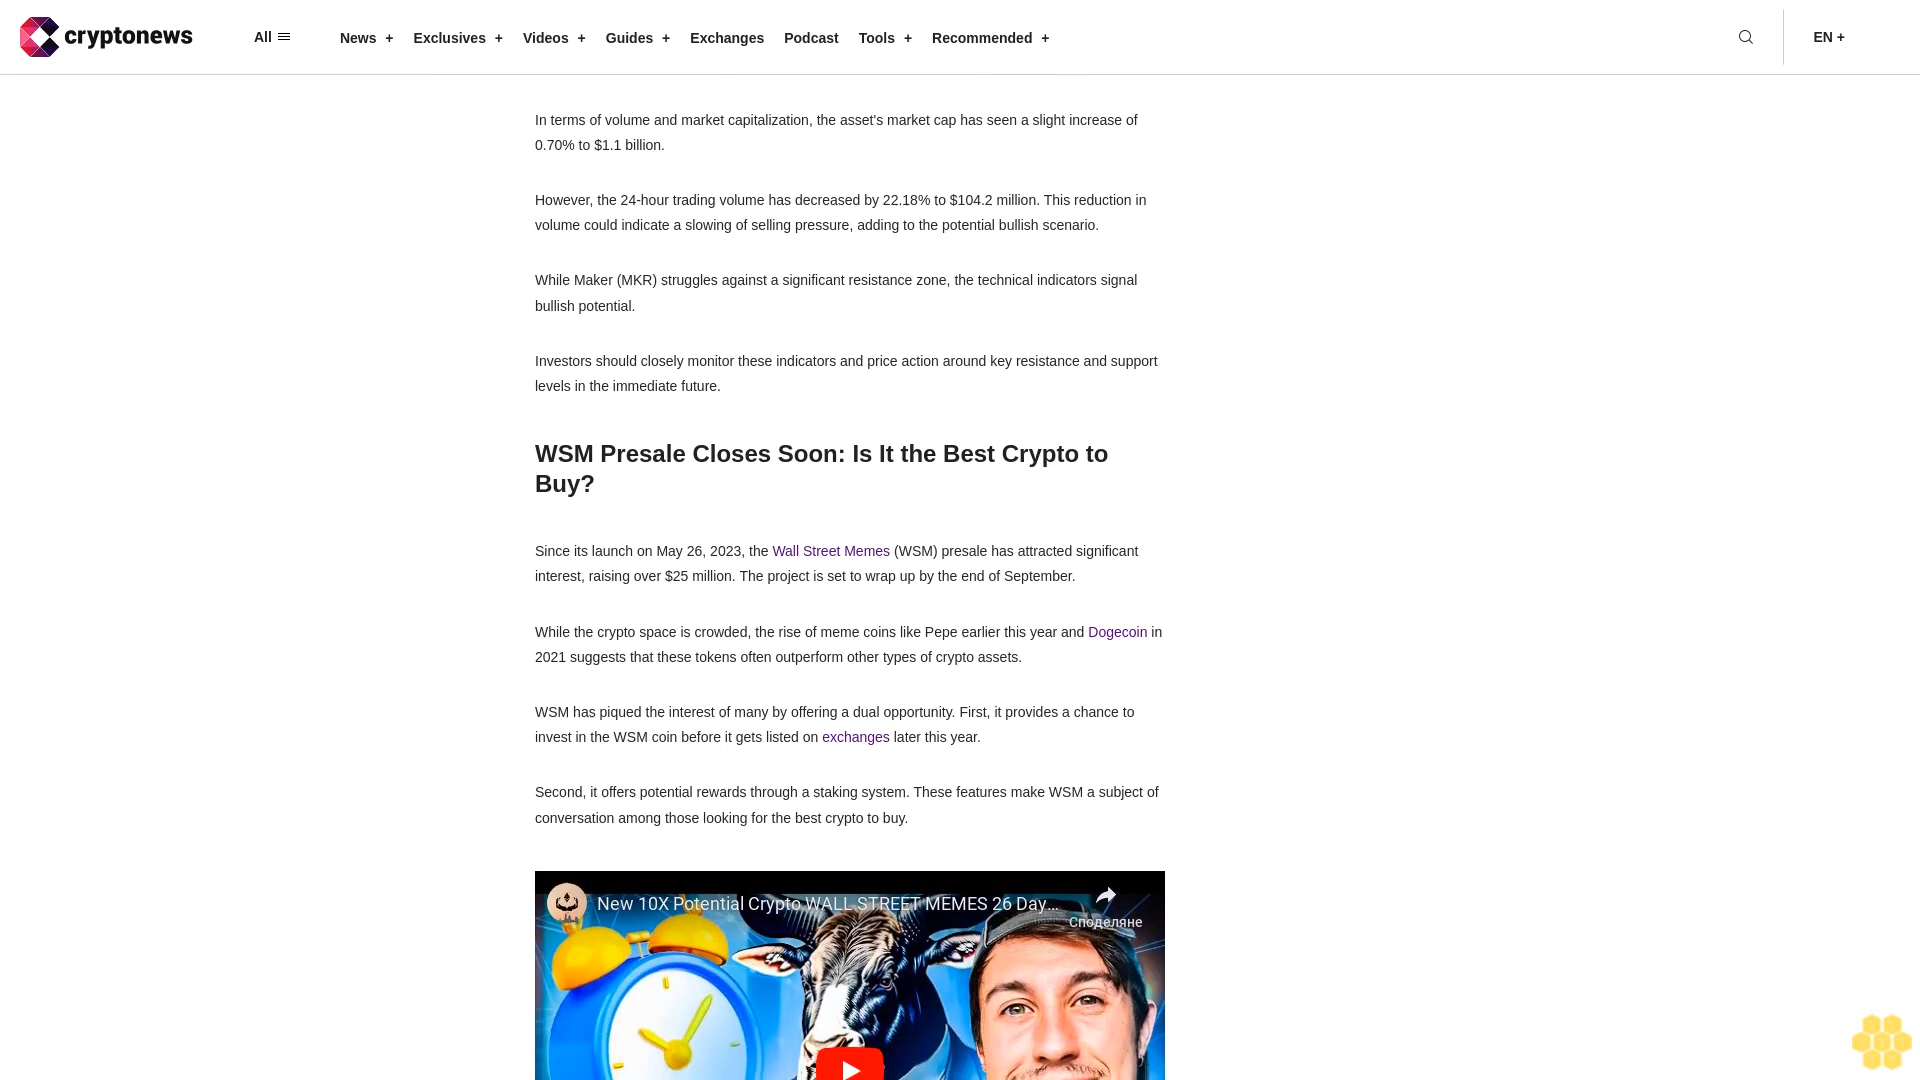 cryptonews
All
News +
Exclusives +
Videos +
Guides +
Exchanges
Podcast
Tools +
Recommended +
EN +
In terms of volume and market capitalization, the asset's market cap has seen a slight increase of
0.70% to $1.1 billion.
However, the 24-hour trading volume has decreased by 22.18% to $104.2 million. This reduction in
volume could indicate a slowing of selling pressure, adding to the potential bullish scenario.
While Maker (MKR) struggles against a significant resistance zone, the technical indicators signal
bullish potential.
Investors should closely monitor these indicators and price action around key resistance and support
levels in the immediate future.
WSM Presale Closes Soon: Is It the Best Crypto to
Buy?
Since its launch on May 26, 2023, the Wall Street Memes (WSM) presale has attracted significant
interest, raising over $25 million. The project is set to wrap up by the end of September.
While the crypto space is crowded, the rise of meme coins like Pepe earlier this year and Dogecoin in
2021 suggests that these tokens often outperform other types of crypto assets.
WSM has piqued the interest of many by offering a dual opportunity. First, it provides a chance to
invest in the WSM coin before it gets listed on exchanges later this year.
Second, it offers potential rewards through a staking system. These features make WSM a subject of
conversation among those looking for the best crypto to buy.
New 10X Potential Crypto WALL STREET MEMES 26 Day...
Споделяне